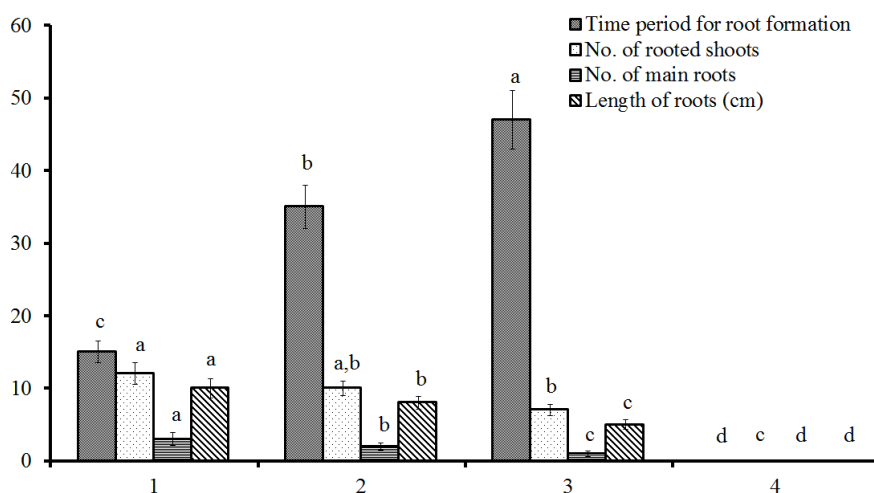 60
Time period for root formation
No. of rooted shoots
No. of main roots
Length of roots (cm)
50
a
40
b
30
20
c
a
a
a,b
b
b
c
10
a
b
c
d
c
d
d
0
1
2
3
4